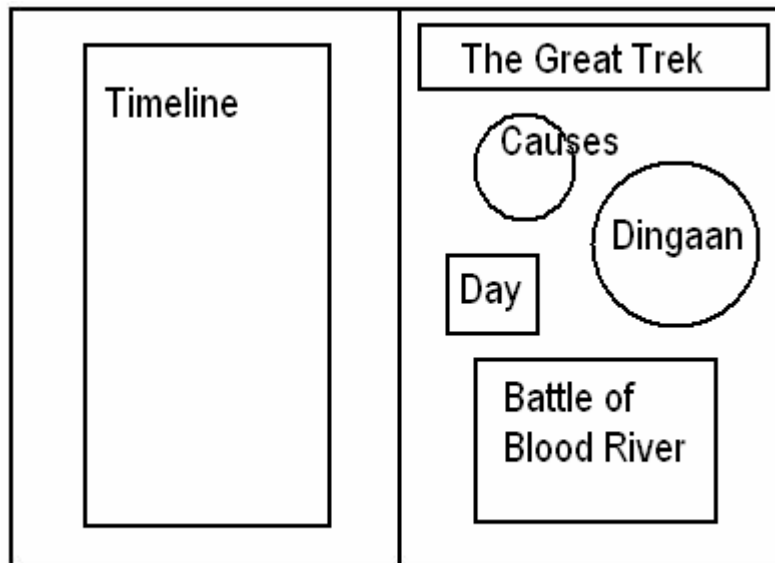 Timeline
The Great Trek
Causes
Dingaan
Day
Battle of
Blood River